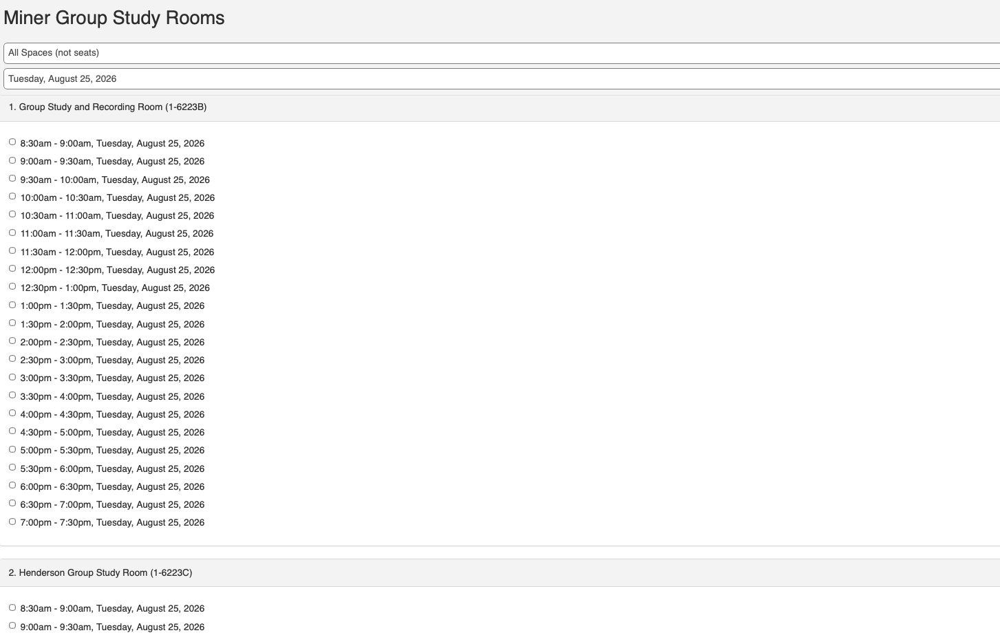 Miner Group Study Rooms
All Spaces (not seats)
Tuesday, August 25, 2026
1. Group Study and Recording Room (1-6223B)
8:30am - 9:00am, Tuesday, August 25, 2026
9:00am - 9:30am, Tuesday, August 25, 2026
9:30am - 10:00am, Tuesday, August 25, 2026
10:00am - 10:30am, Tuesday, August 25, 2026
10:30am - 11:00am, Tuesday, August 25, 2026
11:00am - 11:30am, Tuesday, August 25, 2026
11:30am - 12:00pm, Tuesday, August 25, 2026
12:00pm - 12:30pm, Tuesday, August 25, 2026
12:30pm - 1:00pm, Tuesday, August 25, 2026
1:00pm - 1:30pm, Tuesday, August 25, 2026
1:30pm - 2:00pm, Tuesday, August 25, 2026
2:00pm - 2:30pm, Tuesday, August 25, 2026
2:30pm - 3:00pm, Tuesday, August 25, 2026
3:00pm - 3:30pm, Tuesday, August 25, 2026
3:30pm - 4:00pm, Tuesday, August 25, 2026
4:00pm - 4:30pm, Tuesday, August 25, 2026
4:30pm - 5:00pm, Tuesday, August 25, 2026
5:00pm - 5:30pm, Tuesday, August 25, 2026
5:30pm - 6:00pm, Tuesday, August 25, 2026
6:00pm - 6:30pm, Tuesday, August 25, 2026
6:30pm - 7:00pm, Tuesday, August 25, 2026
7:00pm - 7:30pm, Tuesday, August 25, 2026
2. Henderson Group Study Room (1-6223C)
8:30am - 9:00am, Tuesday, August 25, 2026
9:00am - 9:30am, Tuesday, August 25, 2026